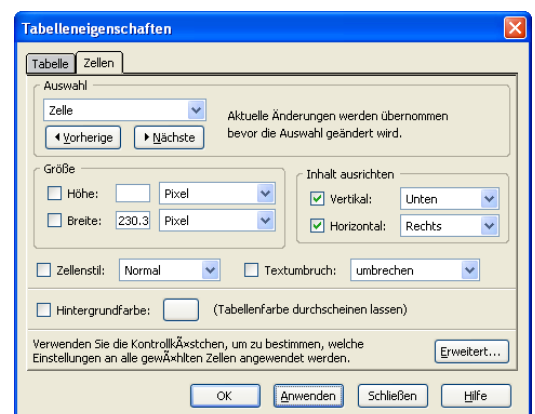 Tabelleneigenschaften
Tabelle Zellen
Auswahl
Zelle
Aktuelle Änderungen werden übernommen
bevor die Auswahl geändert wird.
Vorherige Nächste
Größe
Höhe: Pixel
Breite: 230.3 Pixel
Inhalt ausrichten
Vertikal: Unten
Horizontal: Rechts
Zellenstil: Normal Textumbruch: umbrechen
Hintergrundfarbe: (Tabellenfarbe durchscheinen lassen)
Verwenden Sie die KontrollkÃ¤stchen, um zu bestimmen, welche
Einstellungen an alle gewÃ¤hlten Zellen angewendet werden.
Erweitert...
OK Anwenden Schließen Hilfe